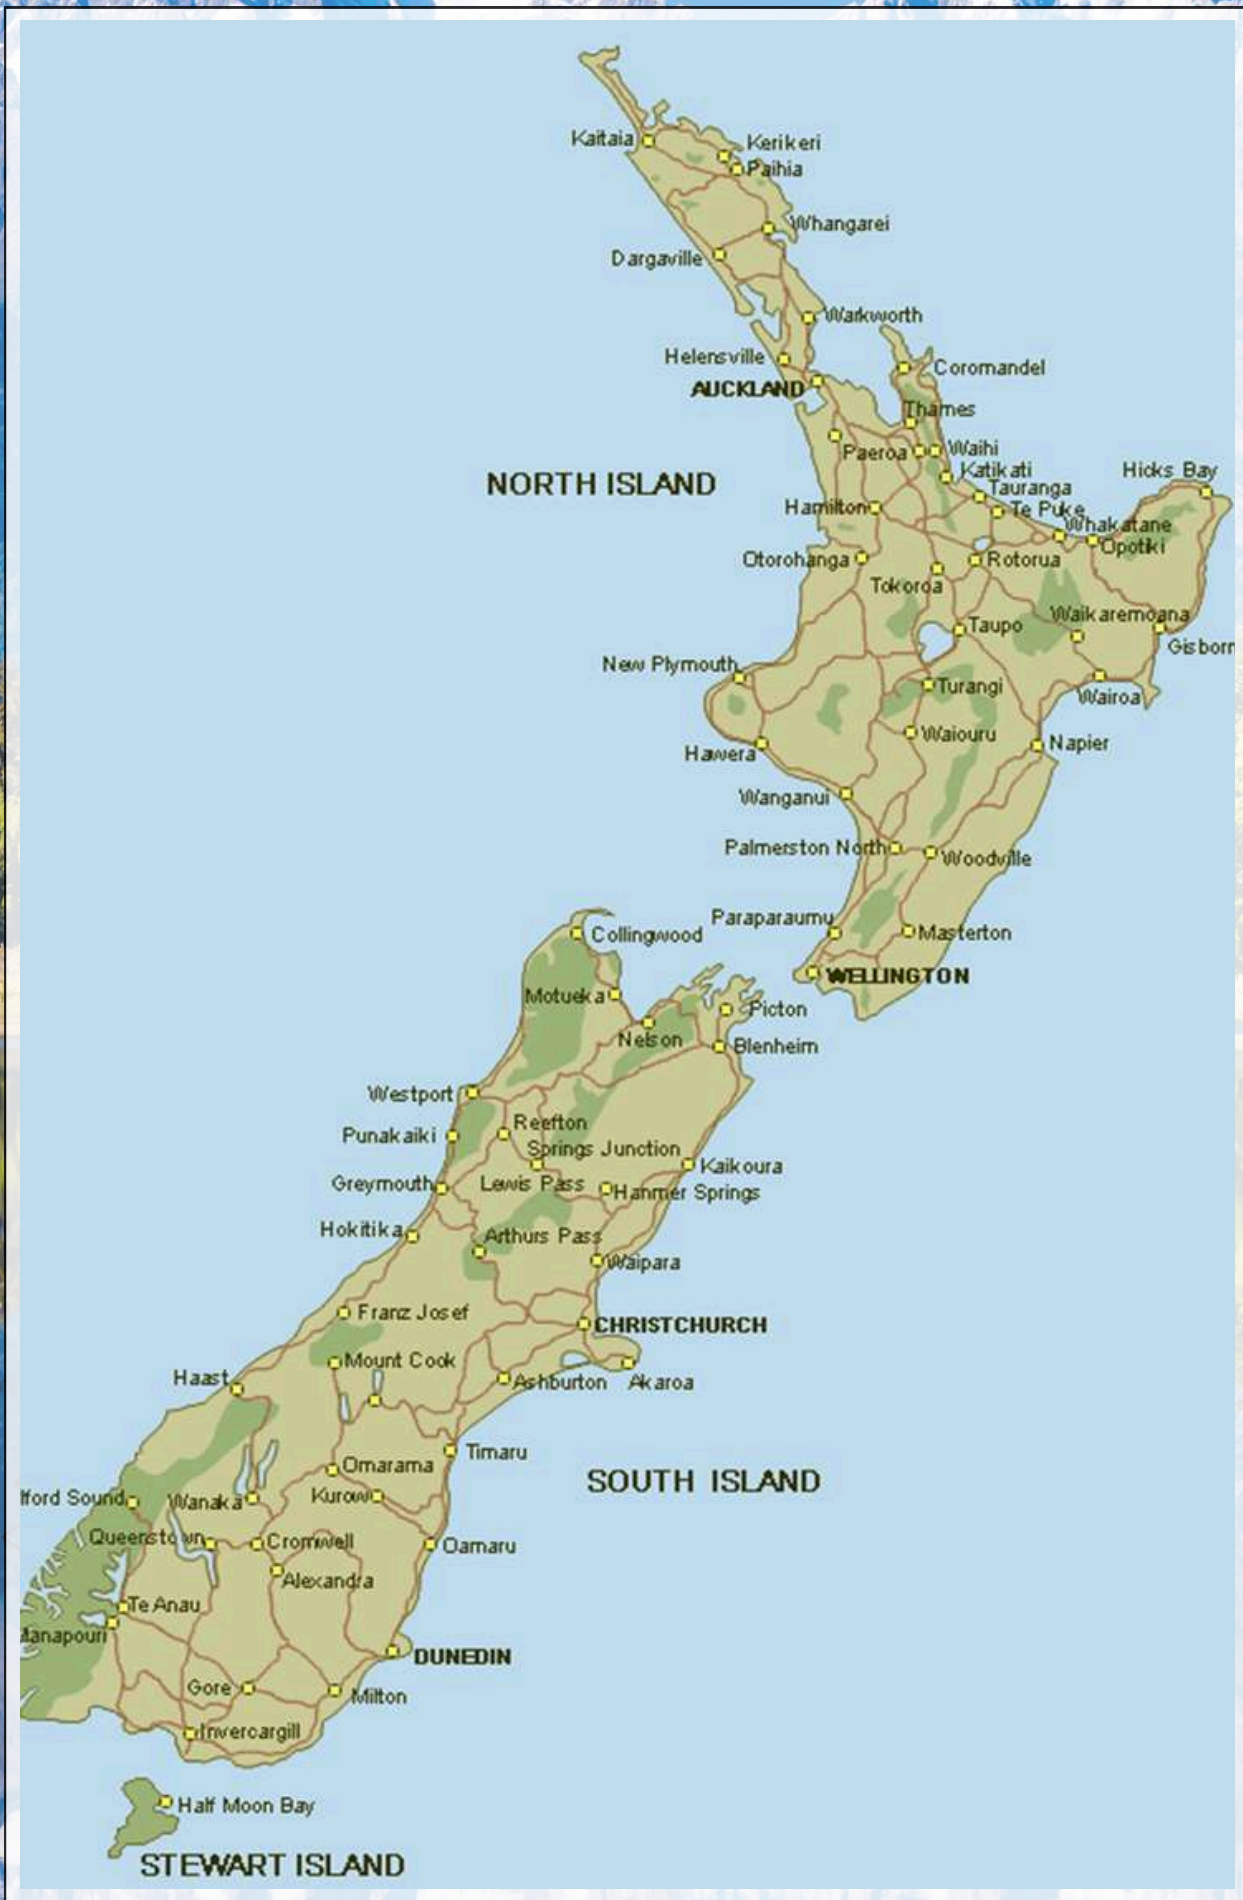 Kaitaia
Kerikeri
Paihia
Whangarei
Dargaville
Warkworth
Helensville
Coromandel
AUCKLAND
Thames
Paeroa
Waihi
Katikati
Hicks Bay
NORTH ISLAND
Tauranga
Hamilton
Te Puke
Whakatane
Opotiki
Otorohanga
Rotorua
Tokoroa
Waikaremoana
Taupo
Gisborn
New Plymouth
Turangi
Wairoa
Waiouru
Napier
Hawera
Wanganui
Palmerston North
Woodville
Paraparaumu
Masterton
Collingwood
WELLINGTON
Motueka
Picton
Nelson
Blenheim
Westport
Reefton
Punakaiki
Springs Junction
Kaikoura
Greymouth
Lewis Pass
Hanmer Springs
Hokitika
Arthurs Pass
Waipara
Franz Josef
CHRISTCHURCH
Mount Cook
Haast
Ashburton
Akaroa
Timaru
Omarama
SOUTH ISLAND
lford Sound
Wanaka
Kurow
Queenstown
Cromwell
Oamaru
Alexandra
Te Anau
Manapouri
DUNEDIN
Gore
Milton
Invercargill
Half Moon Bay
STEWART ISLAND